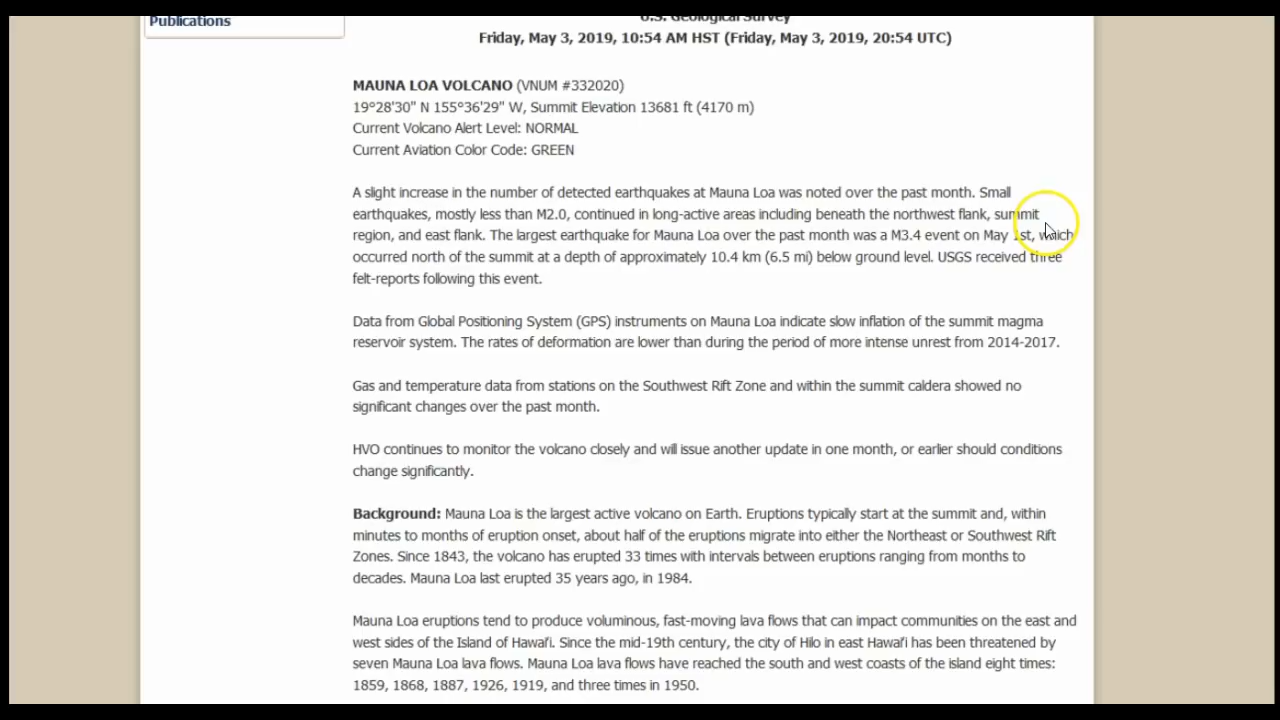 Publications
U.S. Geological Survey
Friday, May 3, 2019, 10:54 AM HST (Friday, May 3, 2019, 20:54 UTC)
MAUNA LOA VOLCANO (VNUM #332020)
19°28'30" N 155°36'29" W, Summit Elevation 13681 ft (4170 m)
Current Volcano Alert Level: NORMAL
Current Aviation Color Code: GREEN
A slight increase in the number of detected earthquakes at Mauna Loa was noted over the past month. Small
earthquakes, mostly less than M2.0, continued in long-active areas including beneath the northwest flank, summit
region, and east flank. The largest earthquake for Mauna Loa over the past month was a M3.4 event on May 1st, which
occurred north of the summit at a depth of approximately 10.4 km (6.5 mi) below ground level. USGS received three
felt-reports following this event.
Data from Global Positioning System (GPS) instruments on Mauna Loa indicate slow inflation of the summit magma
reservoir system. The rates of deformation are lower than during the period of more intense unrest from 2014-2017.
Gas and temperature data from stations on the Southwest Rift Zone and within the summit caldera showed no
significant changes over the past month.
HVO continues to monitor the volcano closely and will issue another update in one month, or earlier should conditions
change significantly.
Background: Mauna Loa is the largest active volcano on Earth. Eruptions typically start at the summit and, within
minutes to months of eruption onset, about half of the eruptions migrate into either the Northeast or Southwest Rift
Zones. Since 1843, the volcano has erupted 33 times with intervals between eruptions ranging from months to
decades. Mauna Loa last erupted 35 years ago, in 1984.
Mauna Loa eruptions tend to produce voluminous, fast-moving lava flows that can impact communities on the east and
west sides of the Island of Hawai'i. Since the mid-19th century, the city of Hilo in east Hawai'i has been threatened by
seven Mauna Loa lava flows. Mauna Loa lava flows have reached the south and west coasts of the island eight times:
1859, 1868, 1887, 1926, 1919, and three times in 1950.